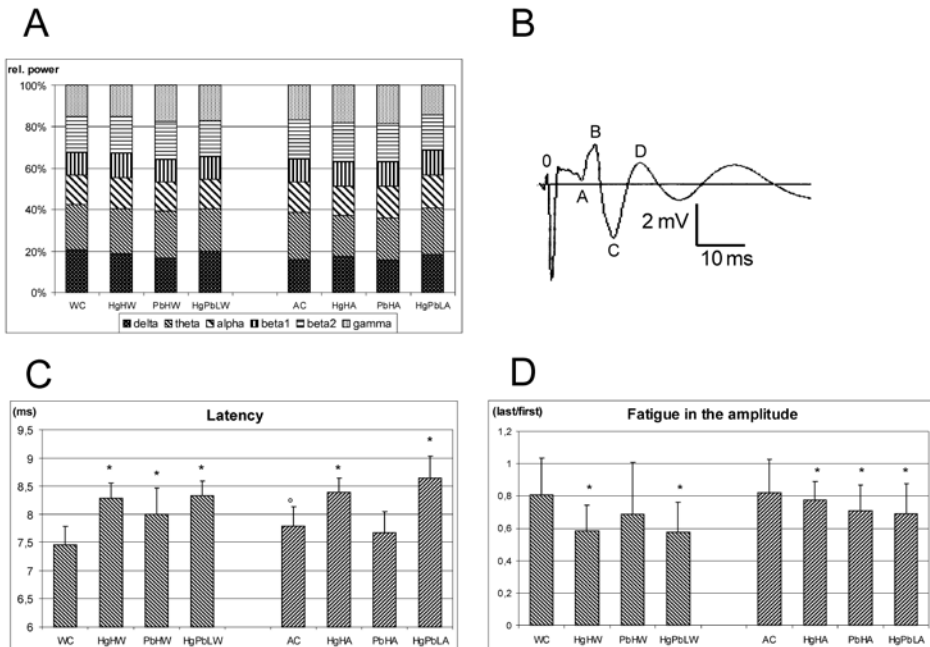 A
rel. power
100%
80%
60%
40%
20%
0%
WC HgHW PbHW HgPbLW AC HgHA PbHA HgPbLA
delta theta alpha beta1 beta2 gamma
B
0
B
D
A
C
2 mV
10 ms
C
(ms)
Latency
9,5
9
8,5
8
7,5
7
6,5
6
* * * ° * *
WC HgHW PbHW HgPbLW AC HgHA PbHA HgPbLA
D
(last/first)
Fatigue in the amplitude
1,2
1
0,8
0,6
0,4
0,2
0
* * * * *
WC HgHW PbHW HgPbLW AC HgHA PbHA HgPbLA